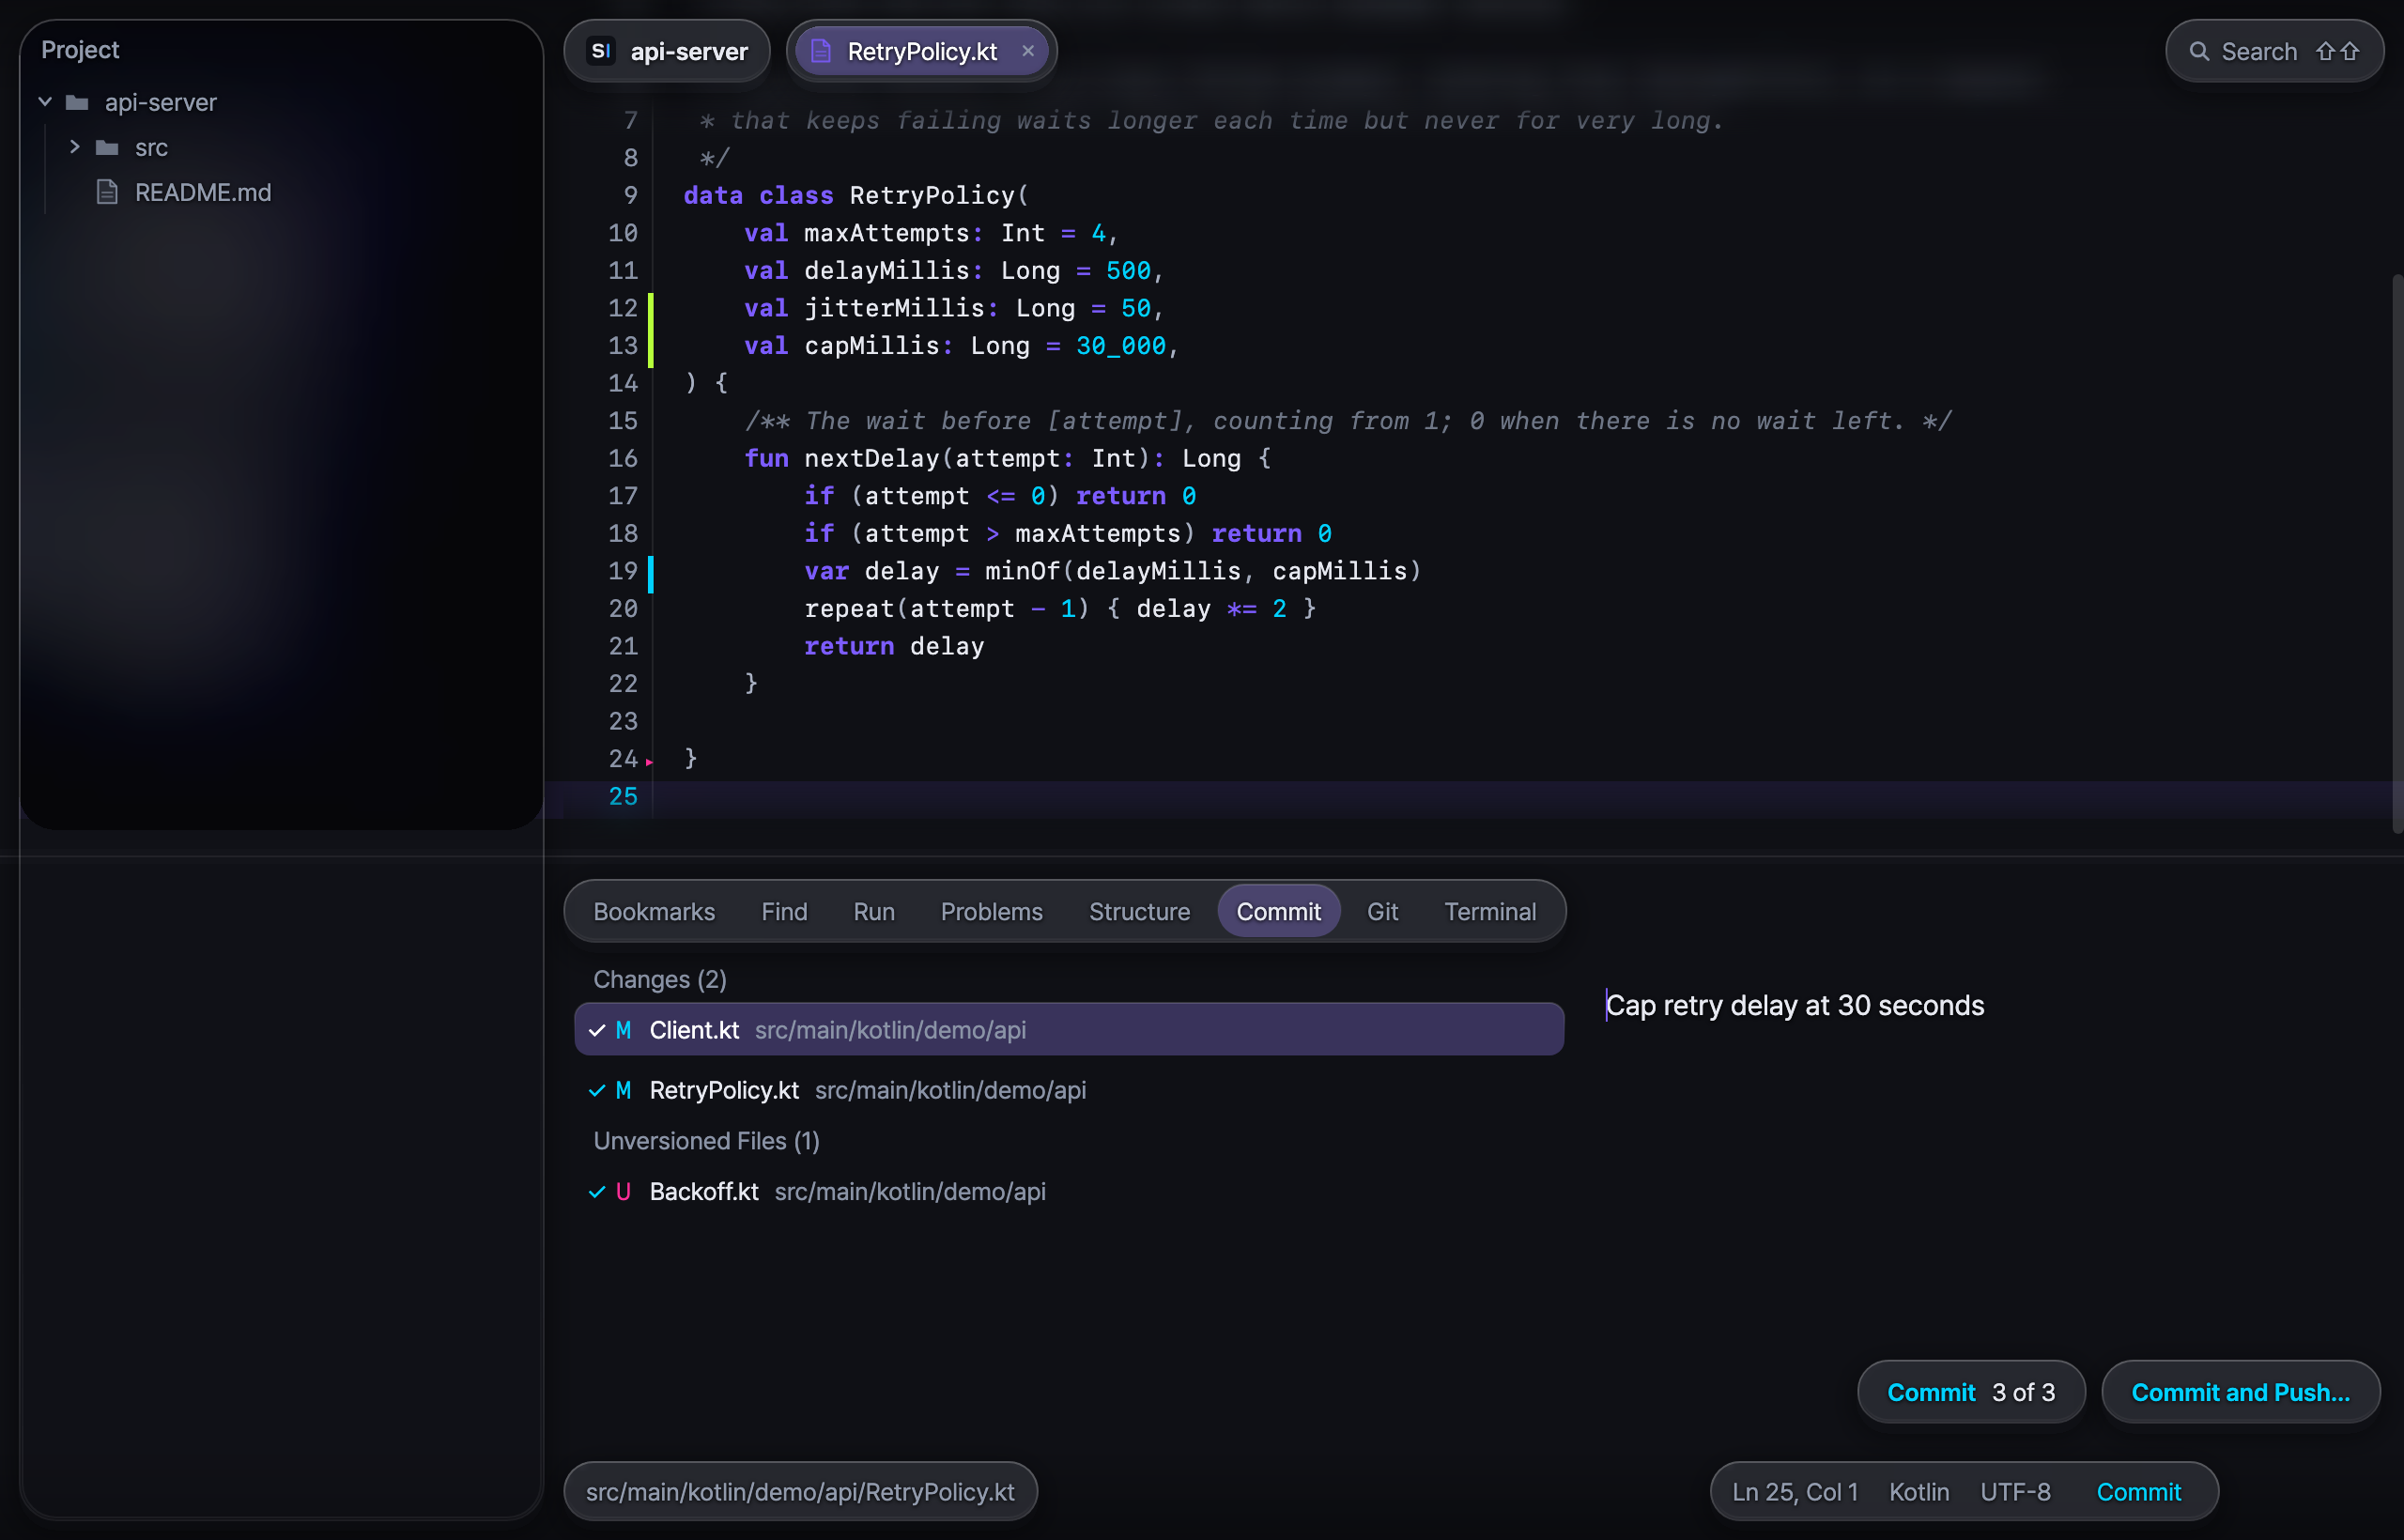 Project
api-server
src
README.md
SI api-server
RetryPolicy.kt ×
Search ⇧⇧
7 * that keeps failing waits longer each time but never for very long.
8 */
9 data class RetryPolicy(
10 val maxAttempts: Int = 4,
11 val delayMillis: Long = 500,
12 val jitterMillis: Long = 50,
13 val capMillis: Long = 30_000,
14 ) {
15 /** The wait before [attempt], counting from 1; 0 when there is no wait left. */
16 fun nextDelay(attempt: Int): Long {
17 if (attempt <= 0) return 0
18 if (attempt > maxAttempts) return 0
19 var delay = minOf(delayMillis, capMillis)
20 repeat(attempt - 1) { delay *= 2 }
21 return delay
22 }
23
24 }
25
Bookmarks Find Run Problems Structure Commit Git Terminal
Changes (2)
M Client.kt src/main/kotlin/demo/api
M RetryPolicy.kt src/main/kotlin/demo/api
Unversioned Files (1)
U Backoff.kt src/main/kotlin/demo/api
Cap retry delay at 30 seconds
Commit 3 of 3
Commit and Push...
src/main/kotlin/demo/api/RetryPolicy.kt
Ln 25, Col 1 Kotlin UTF-8 Commit